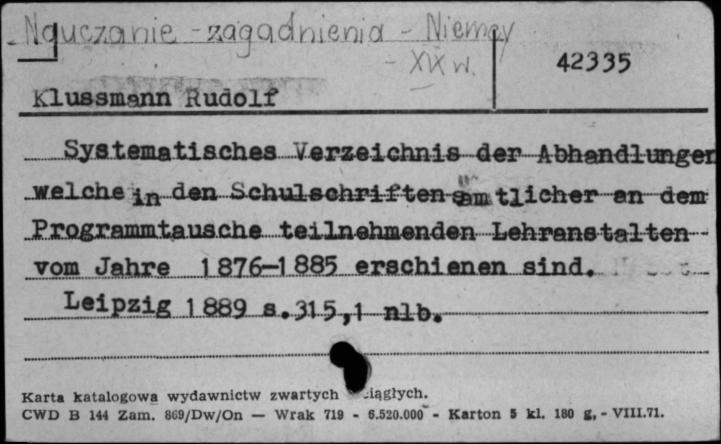 Nauczanie - zagadnienia - Niemcy
- XIX w.
42335
Klussmann Rudolf
Systematisches Verzeichnis der Abhandlungen
welche in den Schulschriften sämtlicher an dem
Programmtausche teilnehmenden Lehranstalten
vom Jahre 1876-1885 erschienen sind.
Leipzig 1889 s.315,1 nlb.
Karta katalogowa wydawnictw zwartych ciągłych.
CWD B 144 Zam. 869/Dw/On — Wrak 719 - 6.520.000 - Karton 5 kl. 180 g, - VIII.71.